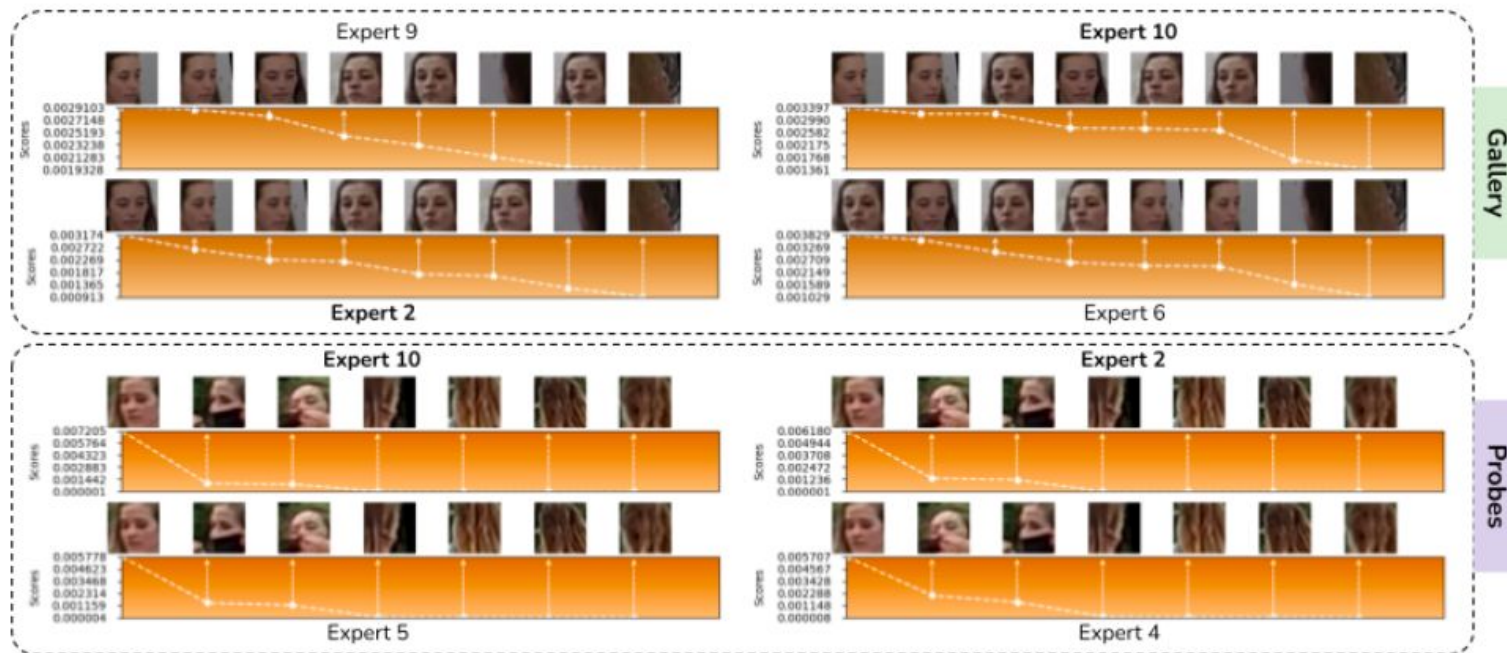 Expert 9
Expert 10
Scores
0.0029103
0.0027148
0.0025193
0.0023238
0.0021283
0.0019328
Scores
0.003397
0.002990
0.002582
0.002175
0.001768
0.001361
Gallery
Scores
0.003174
0.002722
0.002269
0.001817
0.001365
0.000913
Scores
0.003829
0.003269
0.002709
0.002149
0.001589
0.001029
Expert 2
Expert 6
Expert 10
Expert 2
Scores
0.007205
0.005764
0.004323
0.002883
0.001442
0.000001
Scores
0.006180
0.004944
0.003708
0.002472
0.001236
0.000001
Probes
Scores
0.005778
0.004623
0.003468
0.002314
0.001159
0.000004
Scores
0.005707
0.004567
0.003428
0.002288
0.001148
0.000008
Expert 5
Expert 4